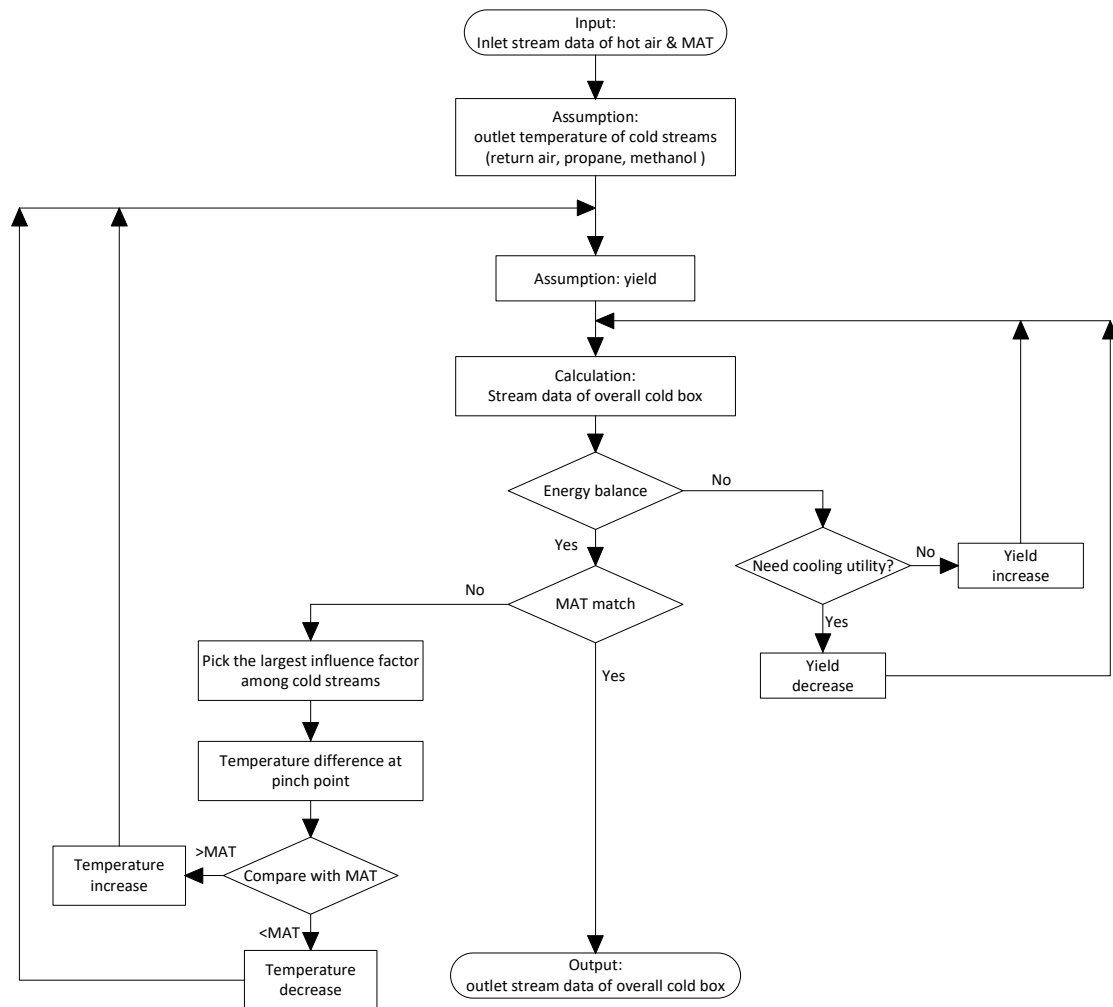 Input:
Inlet stream data of hot air & MAT
Assumption:
outlet temperature of cold streams
(return air, propane, methanol )
Assumption: yield
Calculation:
Stream data of overall cold box
Energy balance
No
Yes
Need cooling utility?
No
Yield
increase
Yes
Yield
decrease
MAT match
No
Yes
Pick the largest influence factor
among cold streams
Temperature difference at
pinch point
Compare with MAT
>MAT
Temperature
increase
<MAT
Temperature
decrease
Output:
outlet stream data of overall cold box